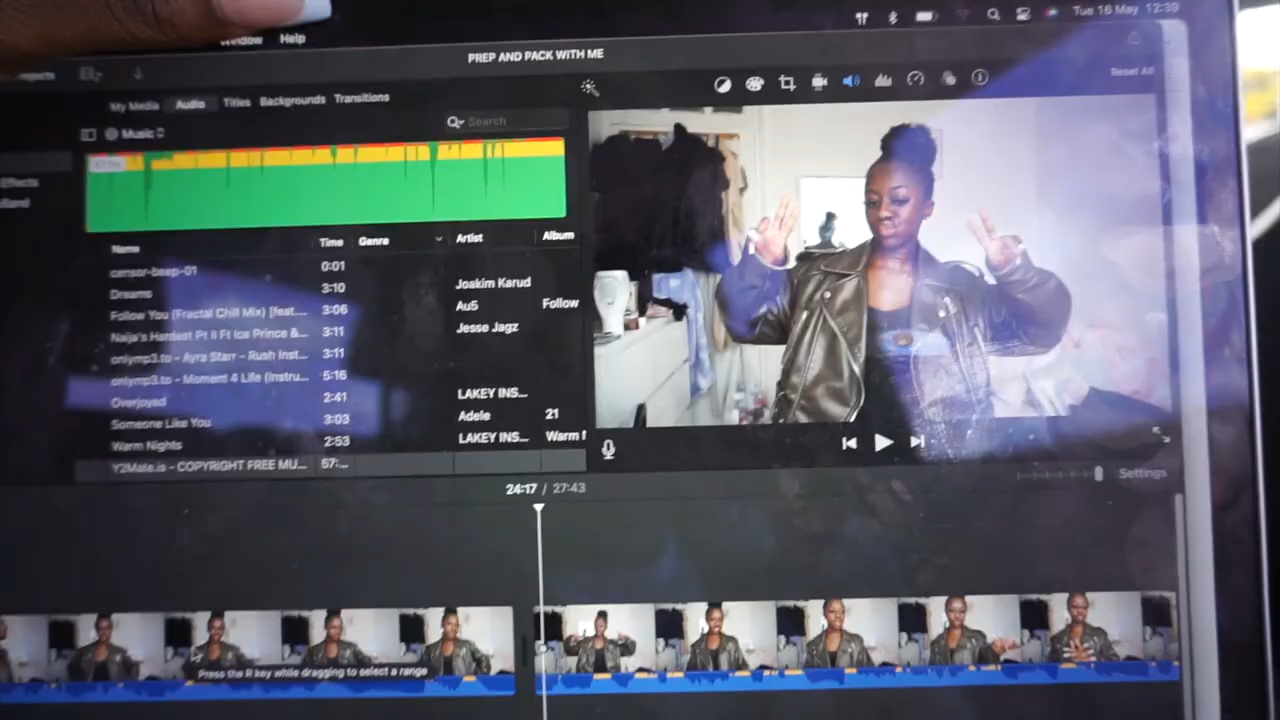 Window Help
Tue 16 May 12:39
PREP AND PACK WITH ME
Reset All
My Media Audio Titles Backgrounds Transitions
Search
Music
Name Time Genre Artist Album
censor-beep-01 0:01
Dreams 3:10 Joakim Karud
Follow You (Fractal Chill Mix) [feat.... 3:06 Au5 Follow
Naija's Hardest Pt II Ft Ice Prince &... 3:11 Jesse Jagz
onlymp3.to - Ayra Starr - Rush Inst... 3:11
onlymp3.to - Moment 4 Life (Instru... 5:16
Overjoyed 2:41 LAKEY INS...
Someone Like You 3:03 Adele 21
Warm Nights 2:53 LAKEY INS... Warm
Y2Mate.is - COPYRIGHT FREE MU... 57:...
24:17 / 27:43
Settings
Press the R key while dragging to select a range